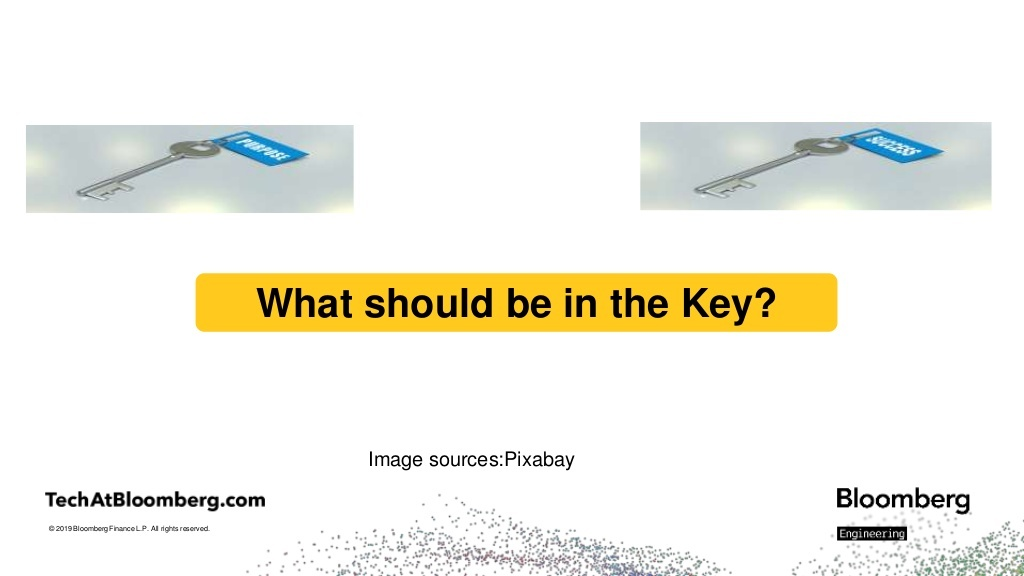 PURPOSE
SUCCESS
What should be in the Key?
Image sources:Pixabay
TechAtBloomberg.com
© 2019 Bloomberg Finance L.P. All rights reserved.
Bloomberg
Engineering